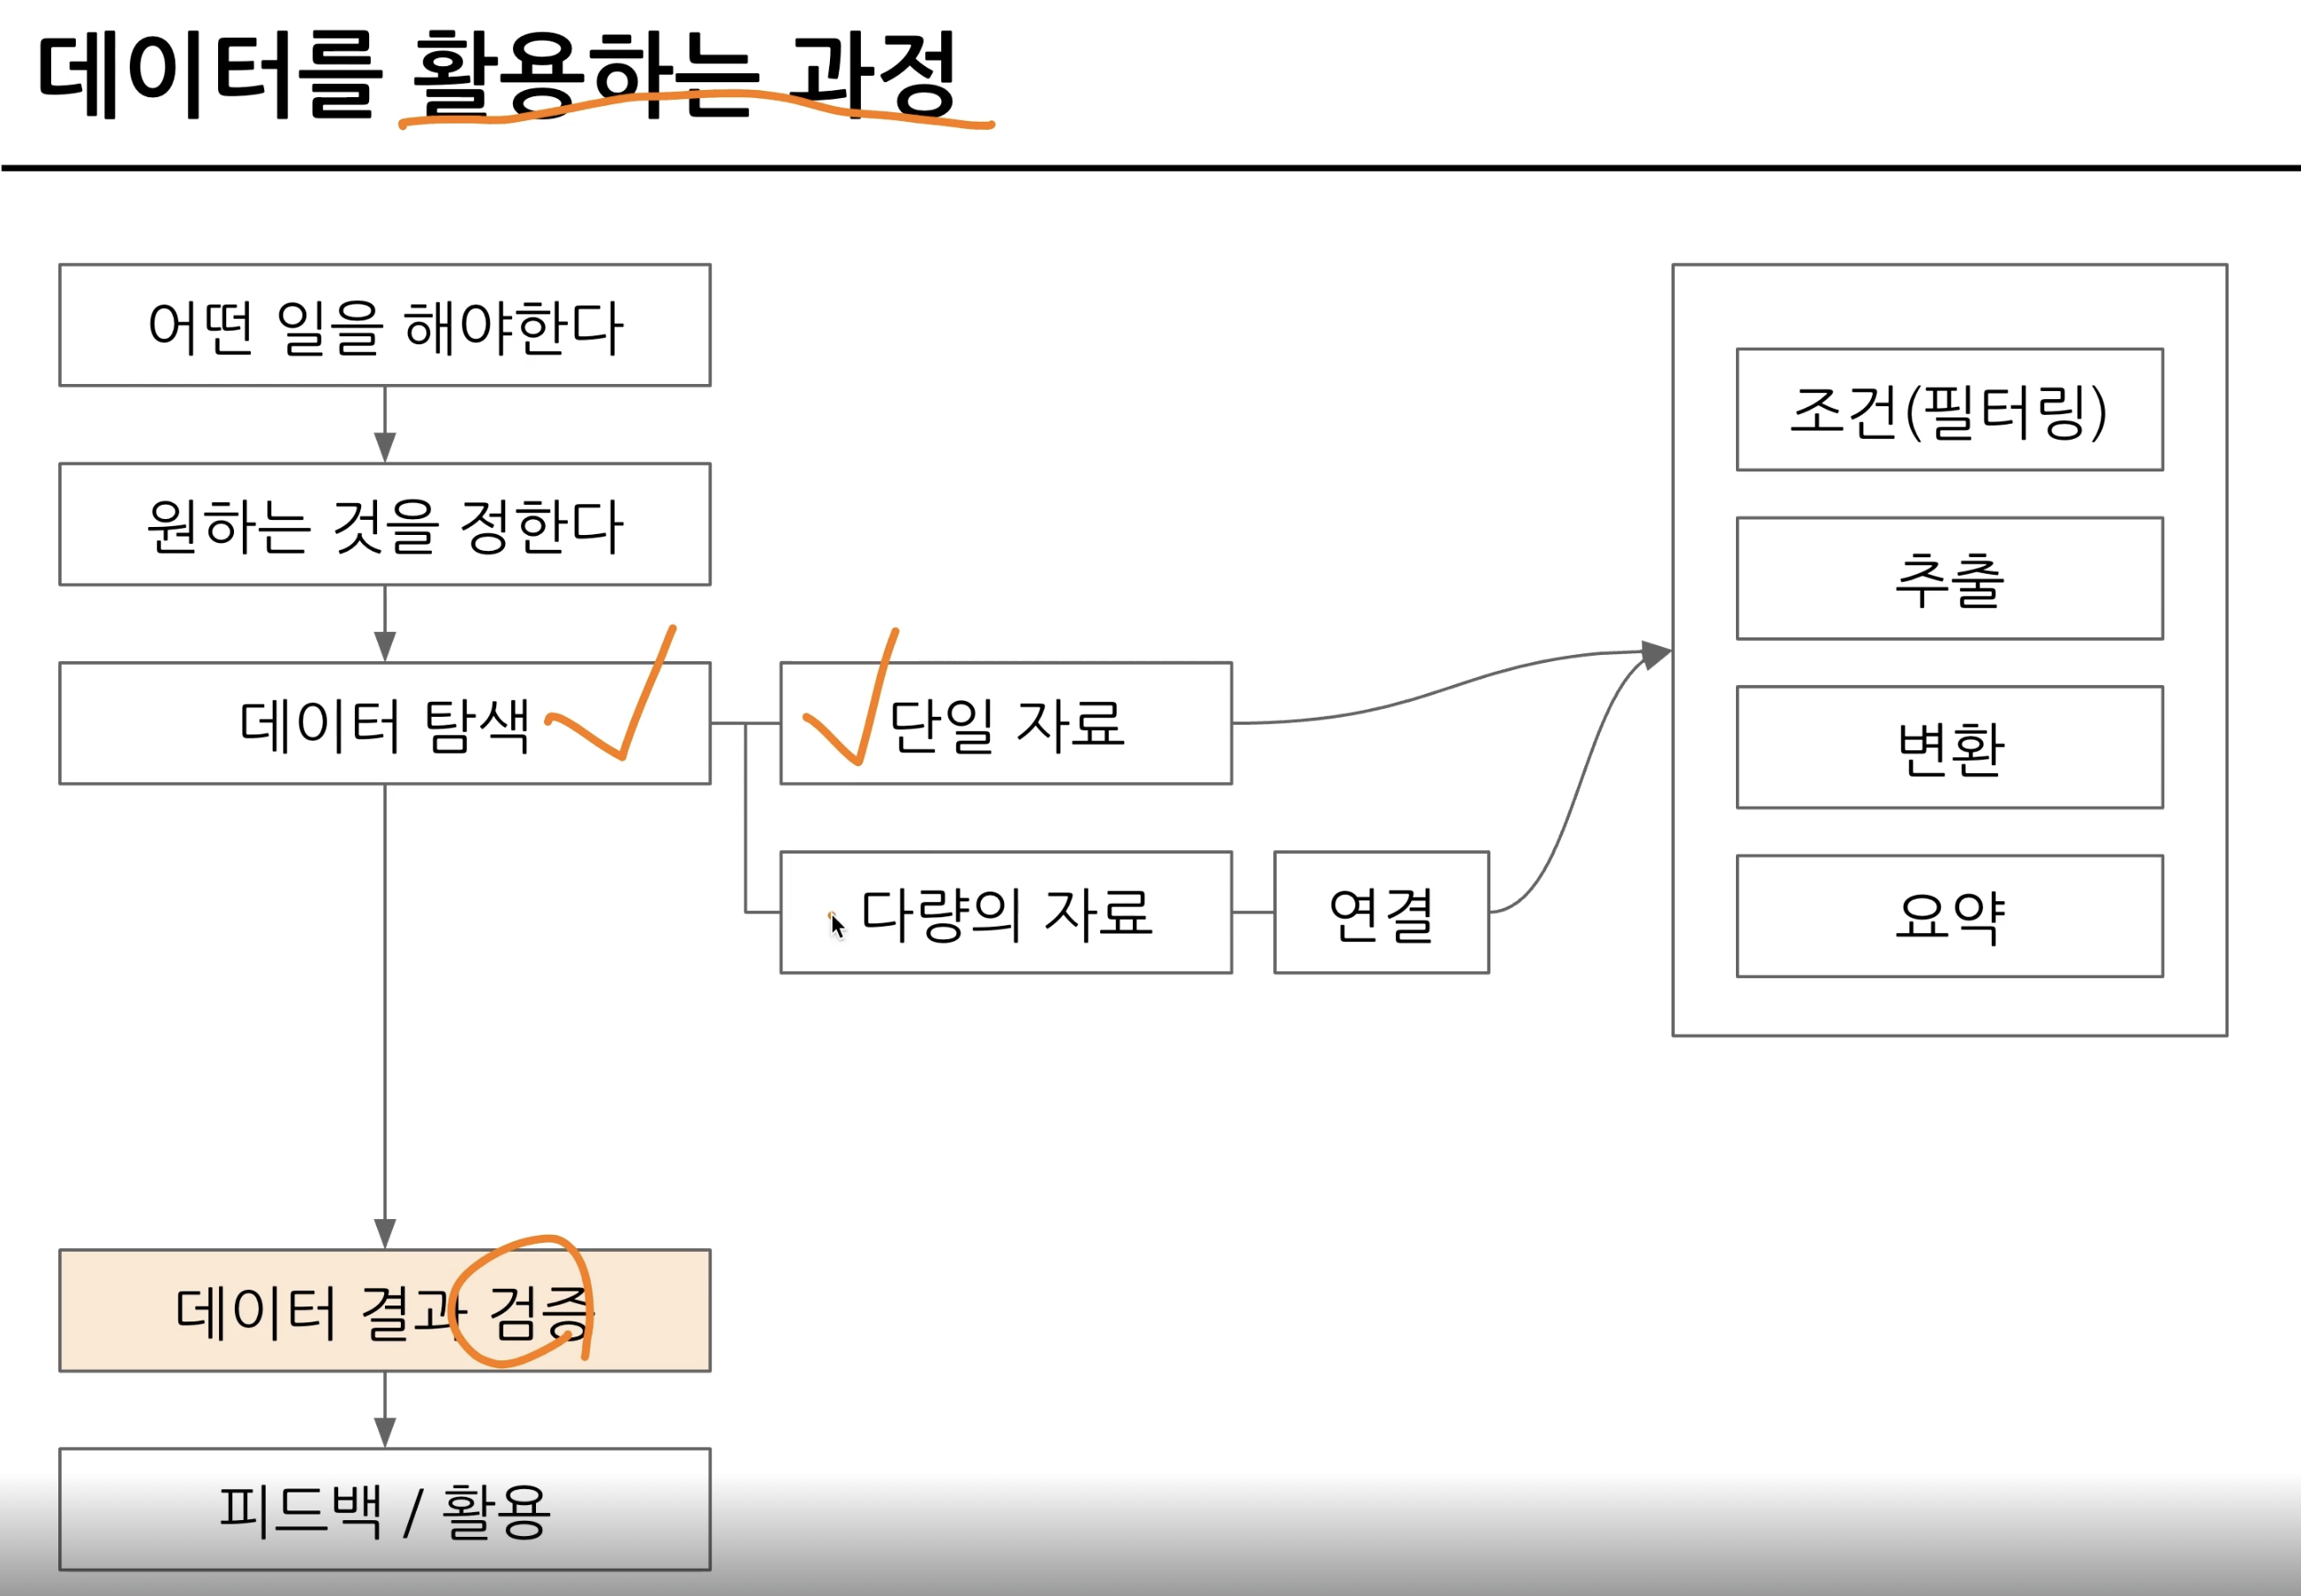 데이터를 활용하는 과정
어떤 일을 해야한다
원하는 것을 정한다
데이터 탐색
단일 자료
다량의 자료
연결
조건(필터링)
추출
변환
요약
데이터 결과 검증
피드백 / 활용